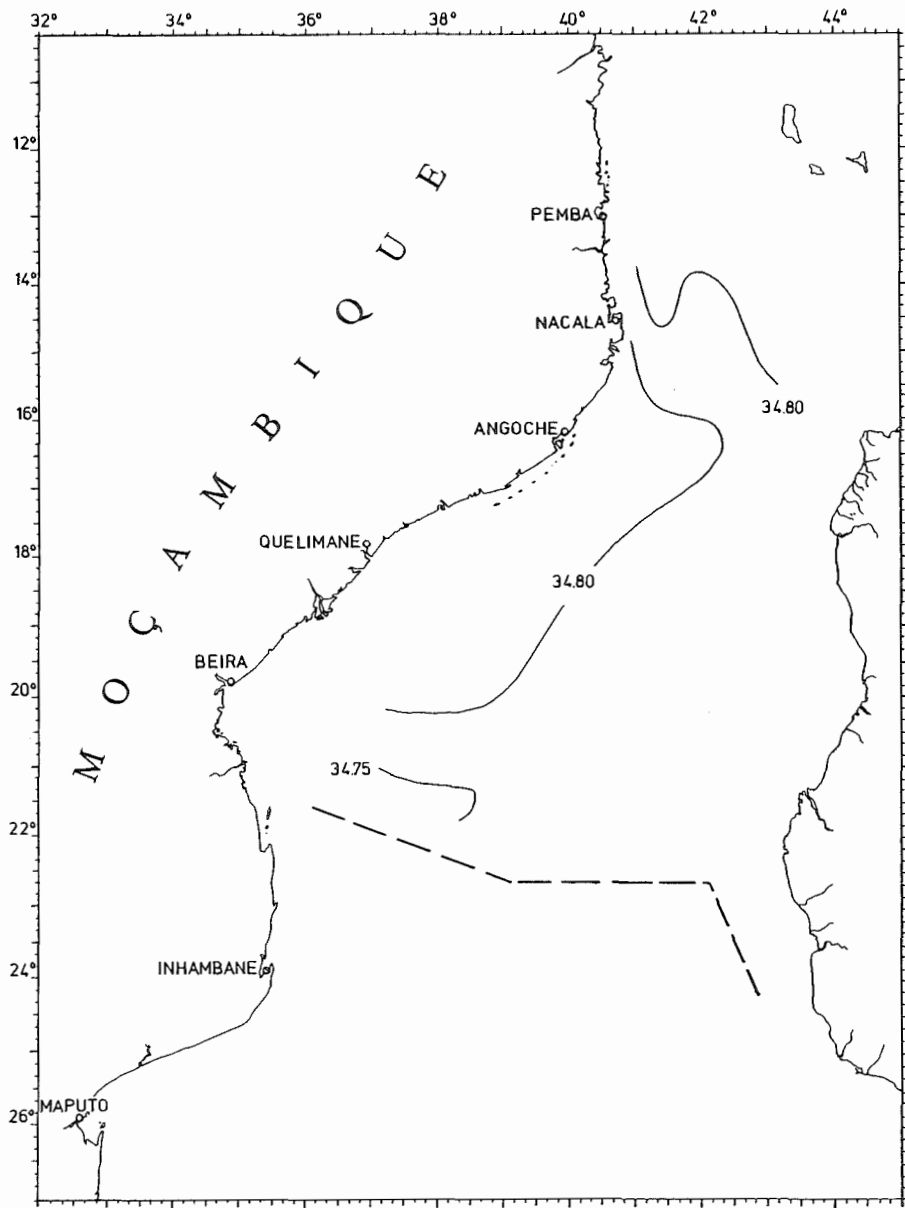 32° 34° 36° 38° 40° 42° 44°
12°
MOÇAMBIQUE
PEMBA
14°
NACALA
34.80
16°
ANGOCHE
QUELIMANE
18°
34.80
BEIRA
20°
34.75
22°
INHAMBANE
24°
MAPUTO
26°